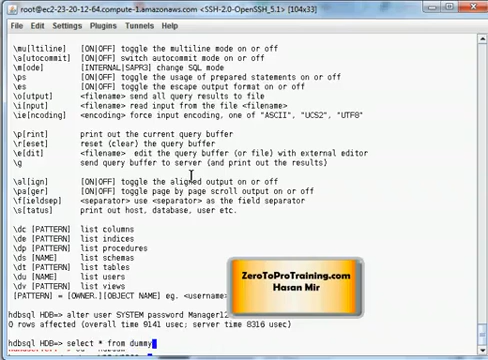 root@ec2-23-20-12-64.compute-1.amazonaws.com <SSH-2.0-OpenSSH_5.1> [104x33]
File Edit Settings Plugins Tunnels Help
\mu[ltiline] [ON|OFF] toggle the multiline mode on or off
\a[utocommit] [ON|OFF] switch autocommit mode on or off
\m[ode] [INTERNAL|SAPR3] change SQL mode
\ps [ON|OFF] toggle the usage of prepared statements on or off
\es [ON|OFF] toggle the escape output format on or off
\o[utput] <filename> send all query results to file
\i[nput] <filename> read input from the file <filename>
\ie[ncoding] <encoding> force input encoding, one of "ASCII", "UCS2", "UTF8"
\p[rint] print out the current query buffer
\r[eset] reset (clear) the query buffer
\e[dit] <filename> edit the query buffer (or file) with external editor
\g send query buffer to server (and print out the results)
\al[ign] [ON|OFF] toggle the aligned output on or off
\pa[ger] [ON|OFF] toggle page by page scroll output on or off
\f[ieldsep] <separator> use <separator> as the field separator
\s[tatus] print out host, database, user etc.
\dc [PATTERN] list columns
\de [PATTERN] list indices
\dp [PATTERN] list procedures
\ds [NAME] list schemas
\dt [PATTERN] list tables
\du [NAME] list users
\dv [PATTERN] list views
[PATTERN] = [OWNER.][OBJECT NAME] eg. <username>
ZeroToProTraining.com
Hasan Mir
hdbsql HDB=> alter user SYSTEM password Manager12
0 rows affected (overall time 9141 usec; server time 8316 usec)
hdbsql HDB=> select * from dummy